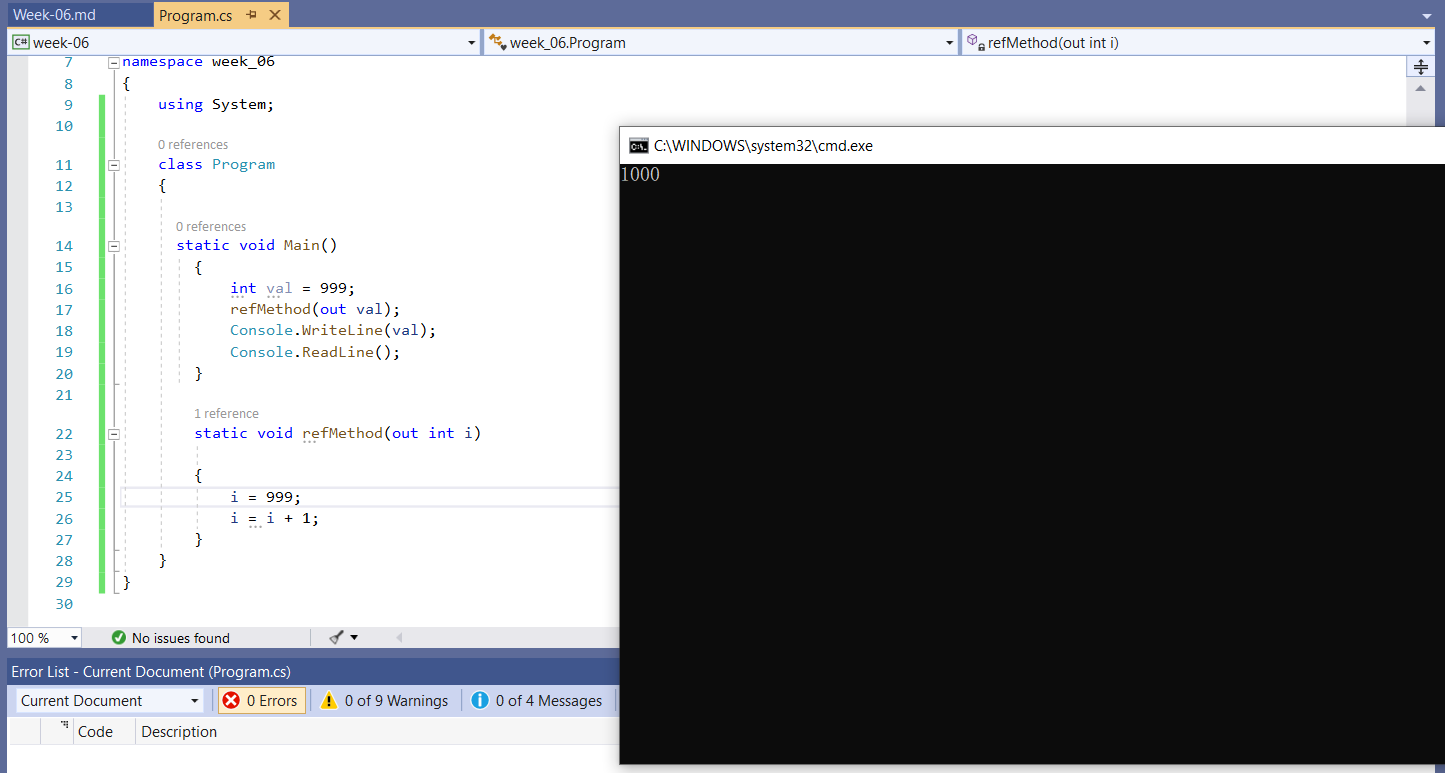 Week-06.md Program.cs
C# week-06 week_06.Program refMethod(out int i)
7 namespace week_06
8 {
9 using System;
10
0 references
11 class Program
12 {
13
0 references
14 static void Main()
15 {
16 int val = 999;
17 refMethod(out val);
18 Console.WriteLine(val);
19 Console.ReadLine();
20 }
21
1 reference
22 static void refMethod(out int i)
23
24 {
25 i = 999;
26 i = i + 1;
27 }
28 }
29 }
30
100 % No issues found
Error List - Current Document (Program.cs)
Current Document 0 Errors 0 of 9 Warnings 0 of 4 Messages
Code Description
C:\WINDOWS\system32\cmd.exe
1000